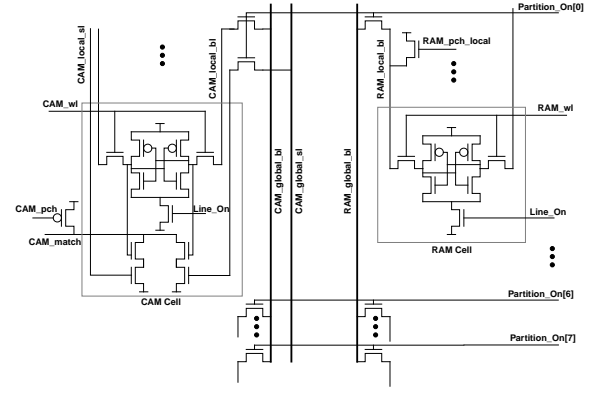 Partition_On[0]
CAM_local_sl
CAM_local_bl
RAM_local_bl
RAM_pch_local
CAM_wl
RAM_wl
CAM_global_bl
CAM_global_sl
RAM_global_bl
CAM_pch
Line_On
Line_On
CAM_match
RAM Cell
CAM Cell
Partition_On[6]
Partition_On[7]